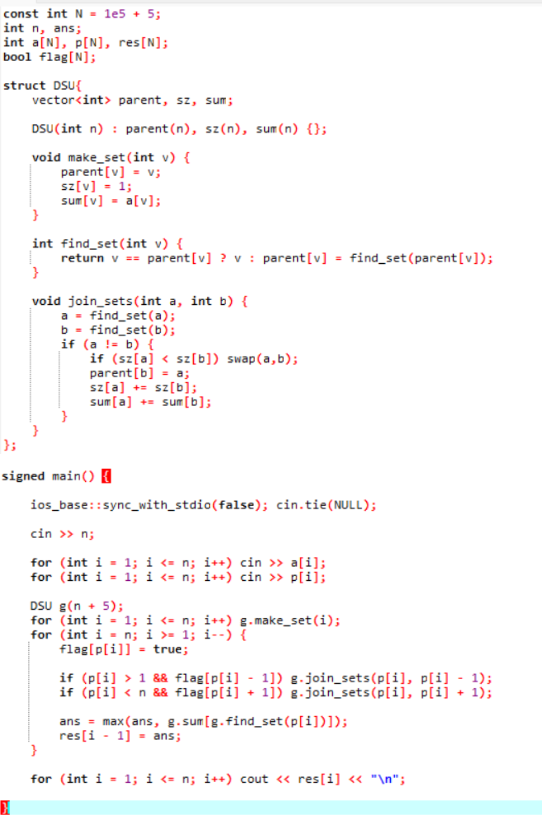 const int N = 1e5 + 5;
int n, ans;
int a[N], p[N], res[N];
bool flag[N];
struct DSU{
vector<int> parent, sz, sum;
DSU(int n) : parent(n), sz(n), sum(n) {};
void make_set(int v) {
parent[v] = v;
sz[v] = 1;
sum[v] = a[v];
}
int find_set(int v) {
return v == parent[v] ? v : parent[v] = find_set(parent[v]);
}
void join_sets(int a, int b) {
a = find_set(a);
b = find_set(b);
if (a != b) {
if (sz[a] < sz[b]) swap(a,b);
parent[b] = a;
sz[a] += sz[b];
sum[a] += sum[b];
}
}
};
signed main() {
ios_base::sync_with_stdio(false); cin.tie(NULL);
cin >> n;
for (int i = 1; i <= n; i++) cin >> a[i];
for (int i = 1; i <= n; i++) cin >> p[i];
DSU g(n + 5);
for (int i = 1; i <= n; i++) g.make_set(i);
for (int i = n; i >= 1; i--) {
flag[p[i]] = true;
if (p[i] > 1 && flag[p[i] - 1]) g.join_sets(p[i], p[i] - 1);
if (p[i] < n && flag[p[i] + 1]) g.join_sets(p[i], p[i] + 1);
ans = max(ans, g.sum[g.find_set(p[i])]);
res[i - 1] = ans;
}
for (int i = 1; i <= n; i++) cout << res[i] << "\n";
}